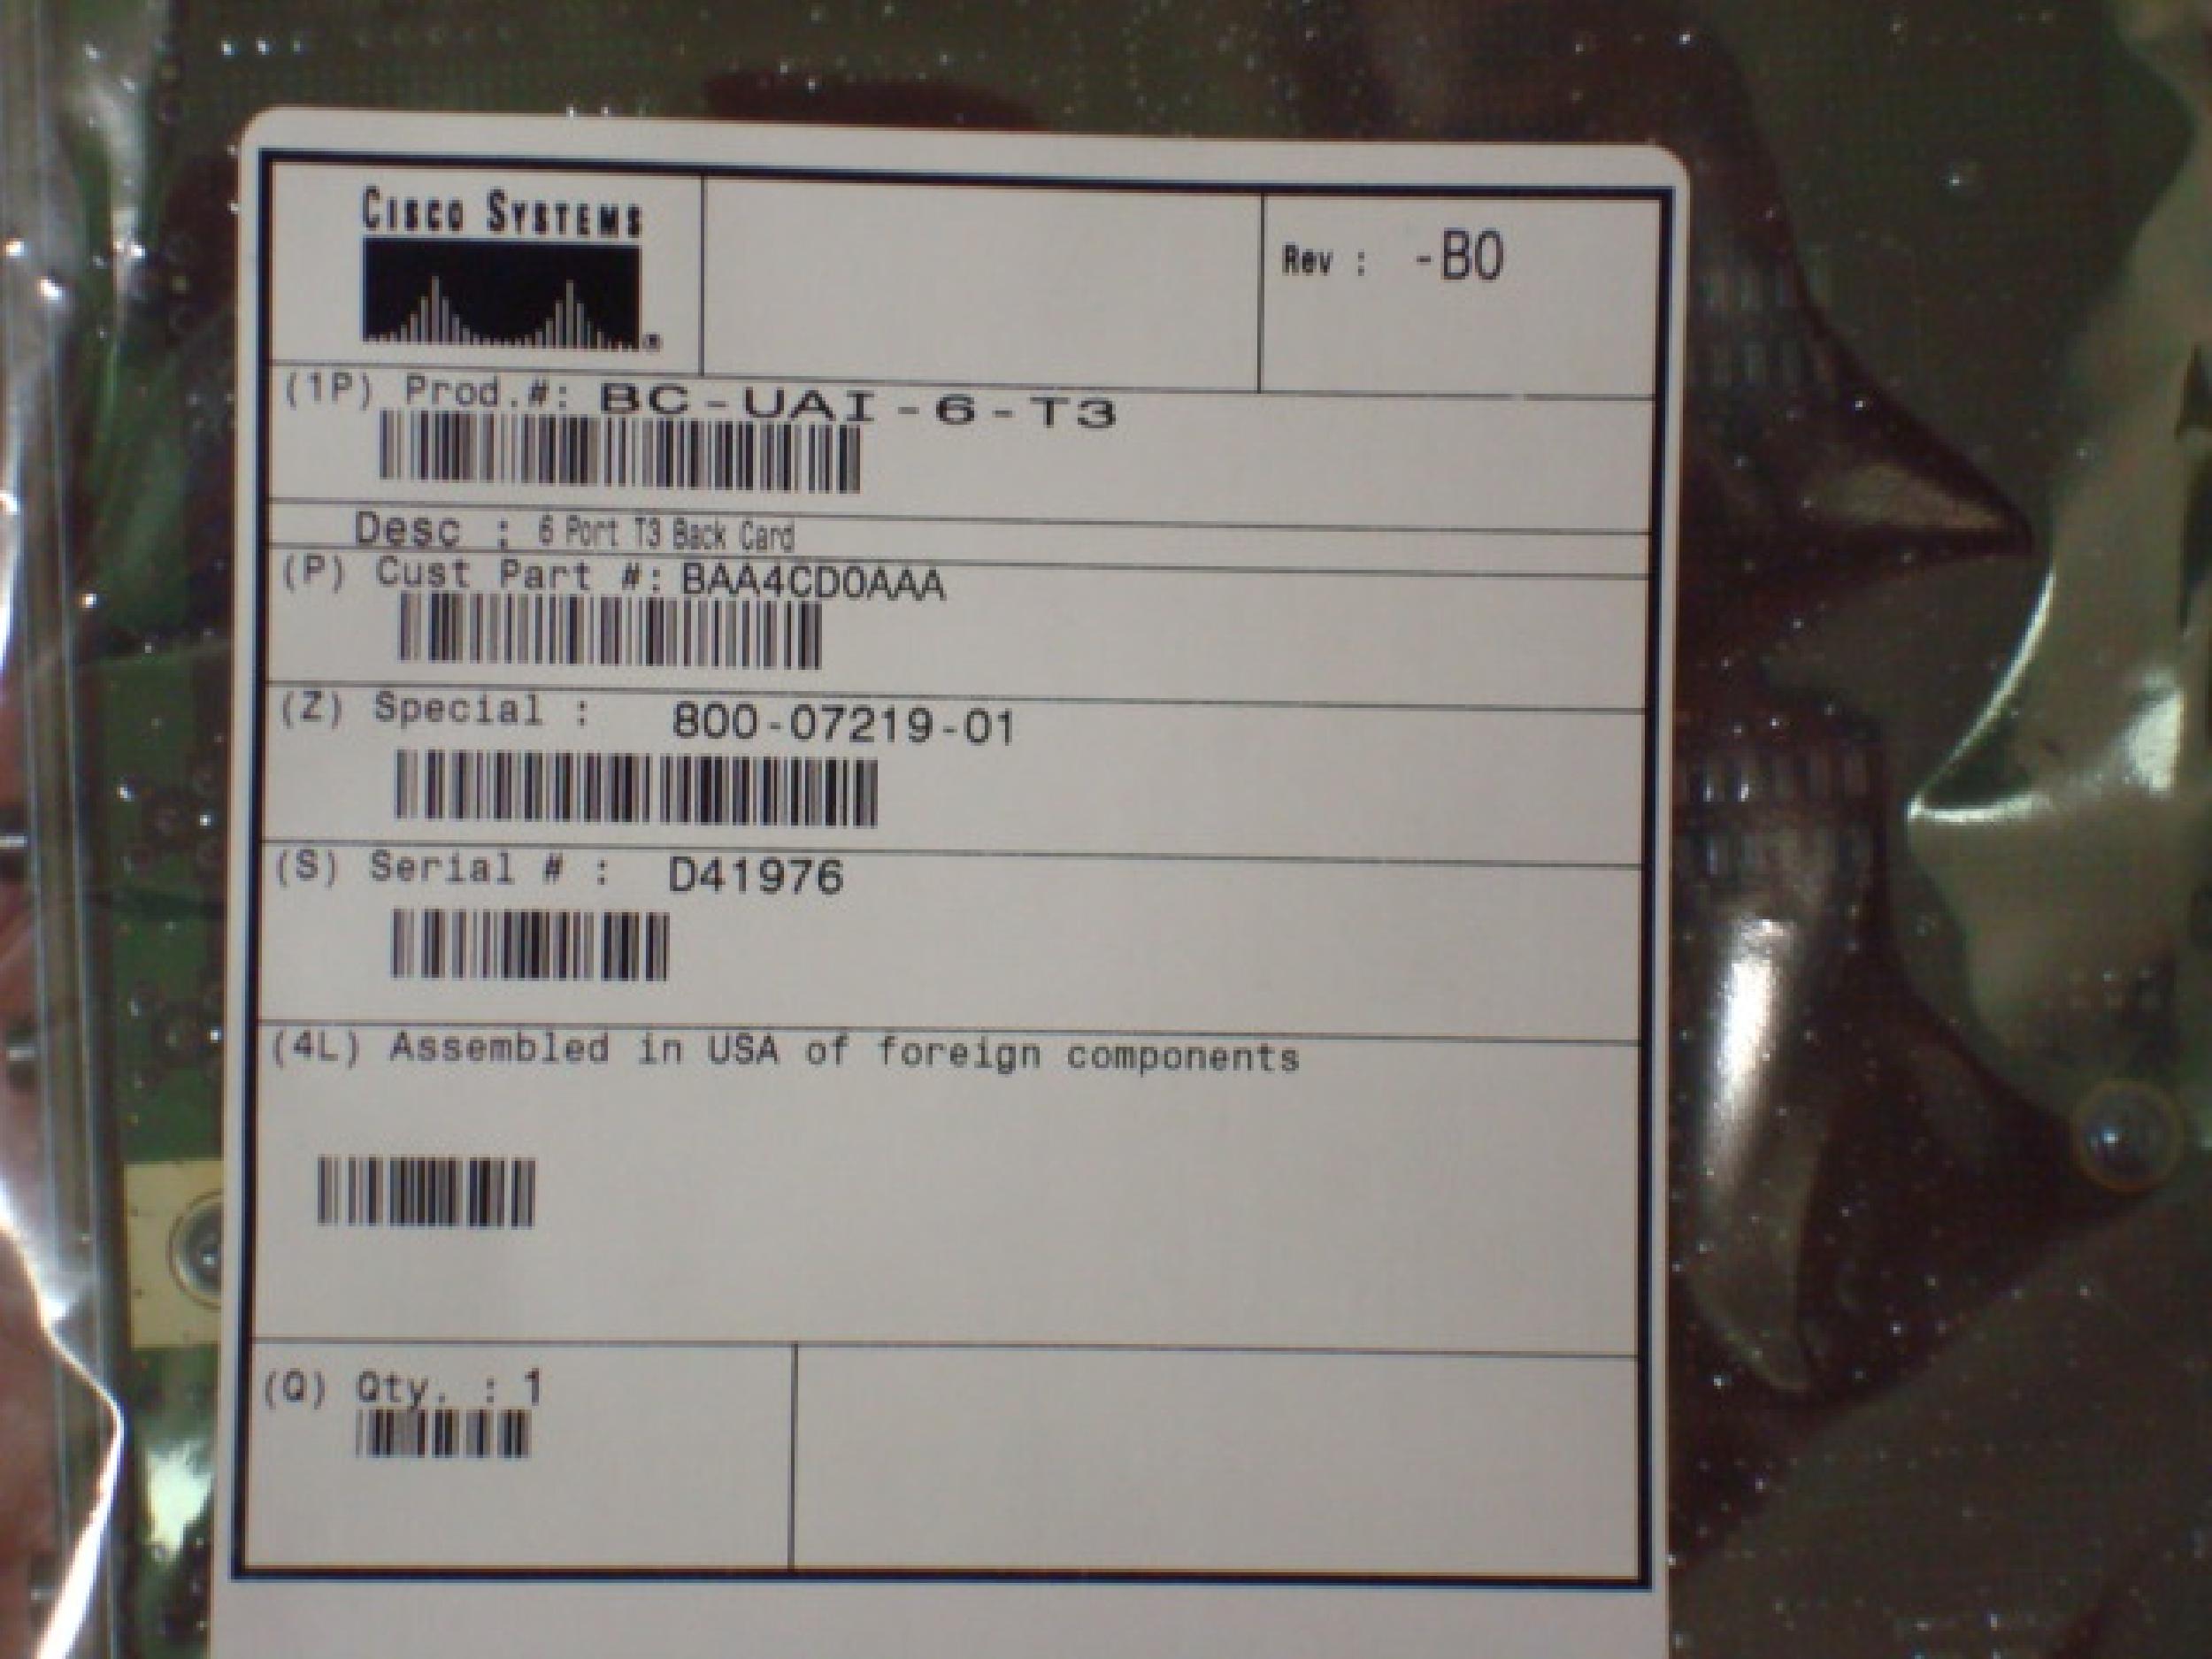 CISCO SYSTEMS
®
Rev : -B0
(1P) Prod.#: BC-UAI-6-T3
Desc : 6 Port T3 Back Card
(P) Cust Part #: BAA4CD0AAA
(Z) Special : 800-07219-01
(S) Serial # : D41976
(4L) Assembled in USA of foreign components
(Q) Qty. : 1